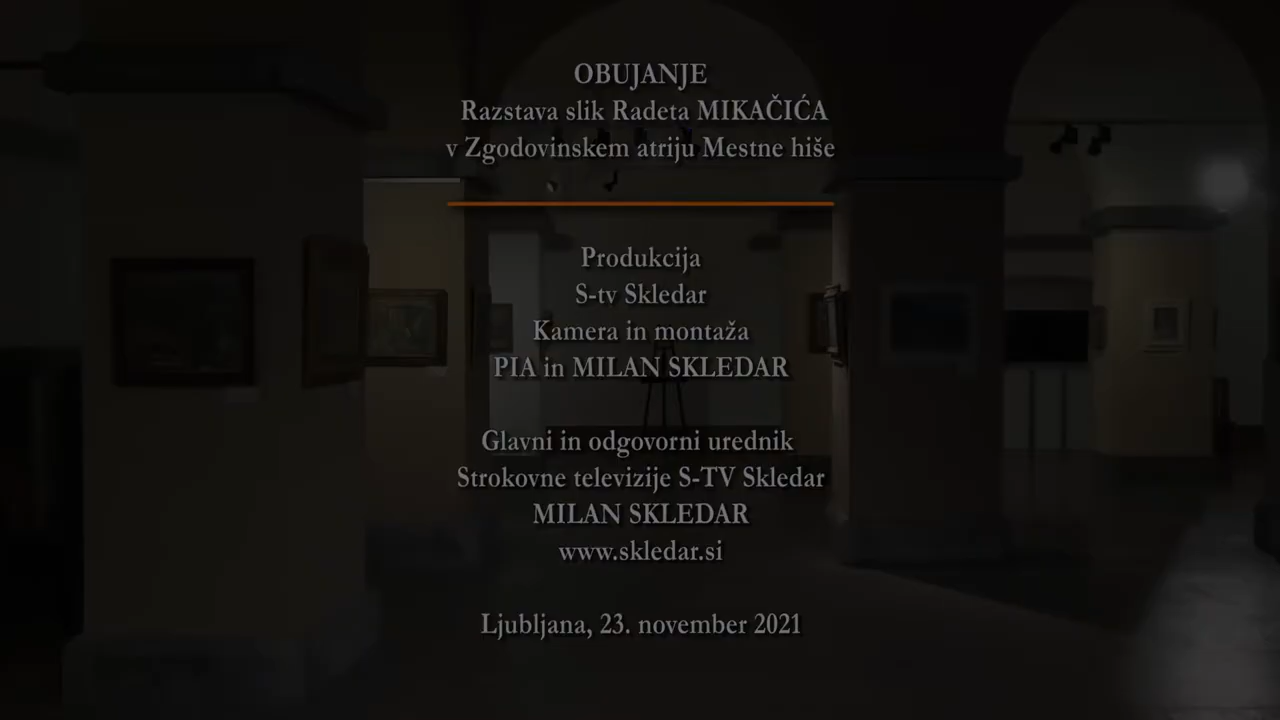 OBUJANJE
Razstava slik Radeta MIKAČIĆA
v Zgodovinskem atriju Mestne hiše
Produkcija
S-tv Skledar
Kamera in montaža
PIA in MILAN SKLEDAR
Glavni in odgovorni urednik
Strokovne televizije S-TV Skledar
MILAN SKLEDAR
www.skledar.si
Ljubljana, 23. november 2021